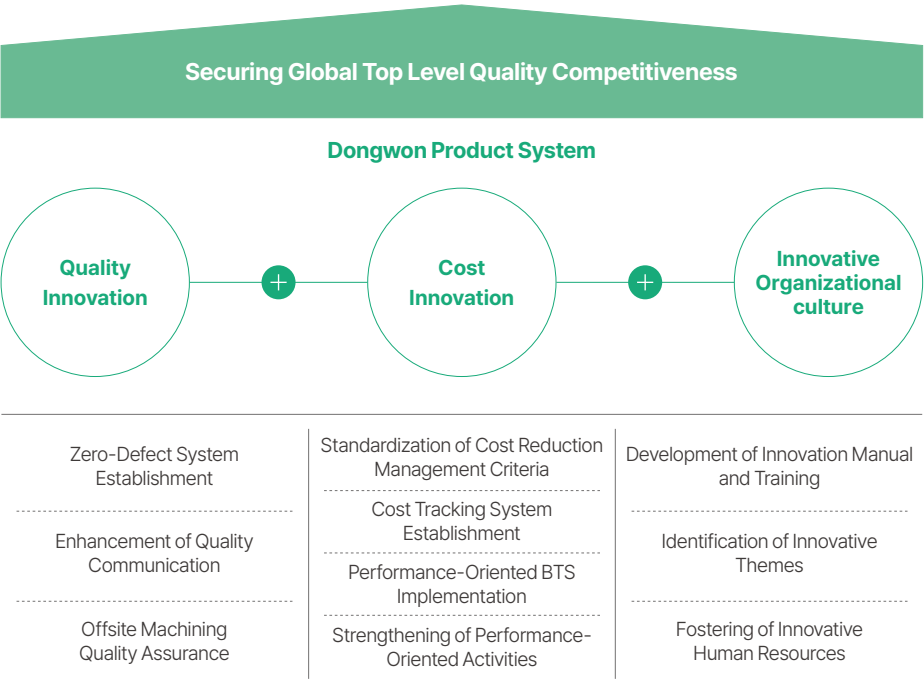 Securing Global Top Level Quality Competitiveness
Dongwon Product System
Quality
Innovation
Cost
Innovation
Innovative
Organizational
culture
Zero-Defect System
Establishment
Enhancement of Quality
Communication
Offsite Machining
Quality Assurance
Standardization of Cost Reduction
Management Criteria
Cost Tracking System
Establishment
Performance-Oriented BTS
Implementation
Strengthening of Performance-
Oriented Activities
Development of Innovation Manual
and Training
Identification of Innovative
Themes
Fostering of Innovative
Human Resources